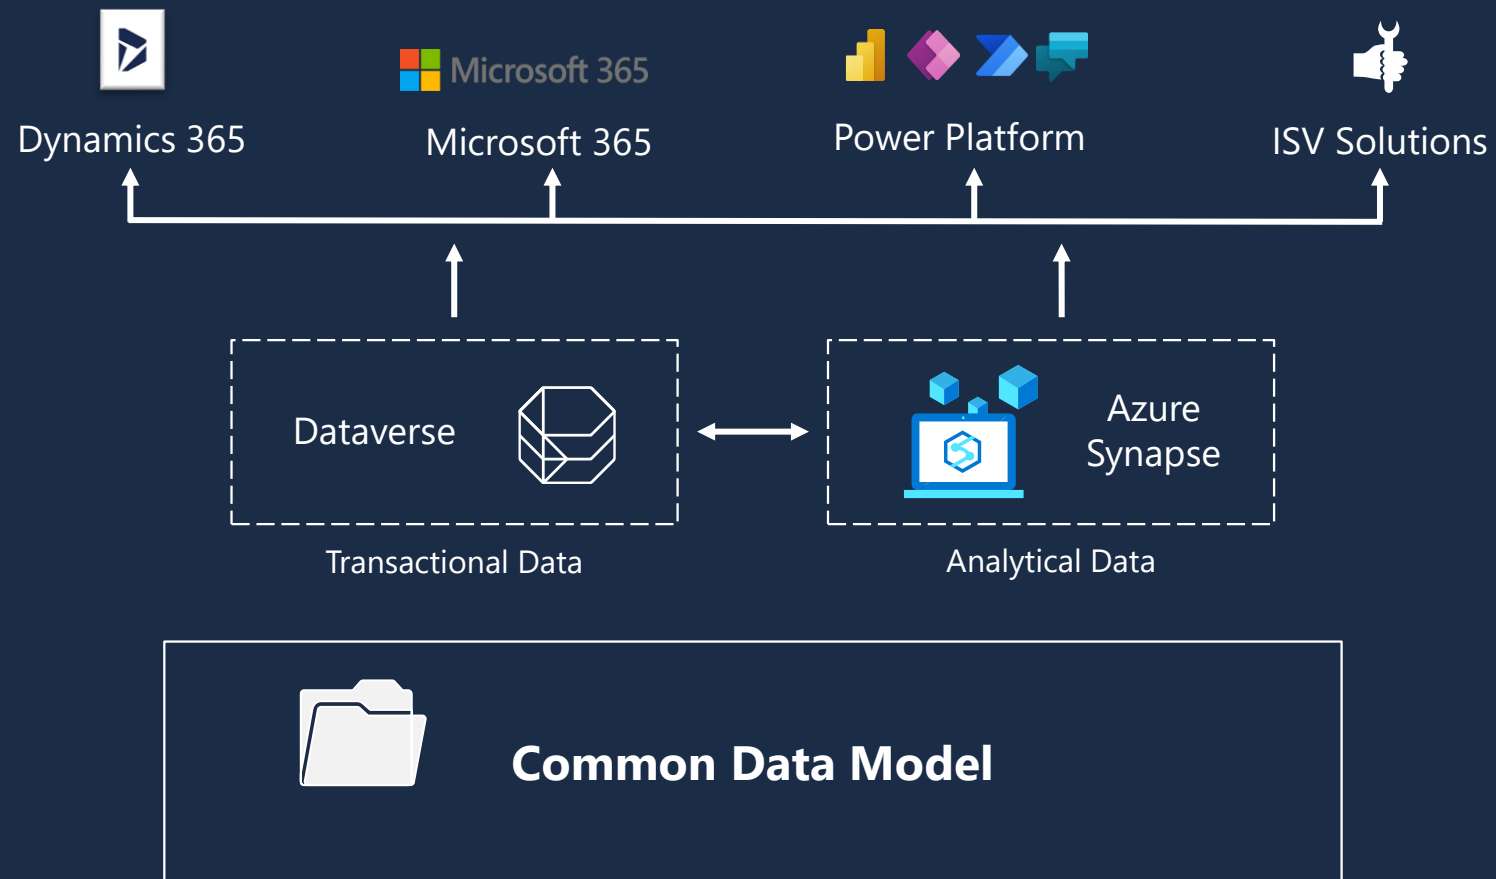 Microsoft 365
Dynamics 365
Microsoft 365
Power Platform
ISV Solutions
Dataverse
Azure
Synapse
Transactional Data
Analytical Data
Common Data Model